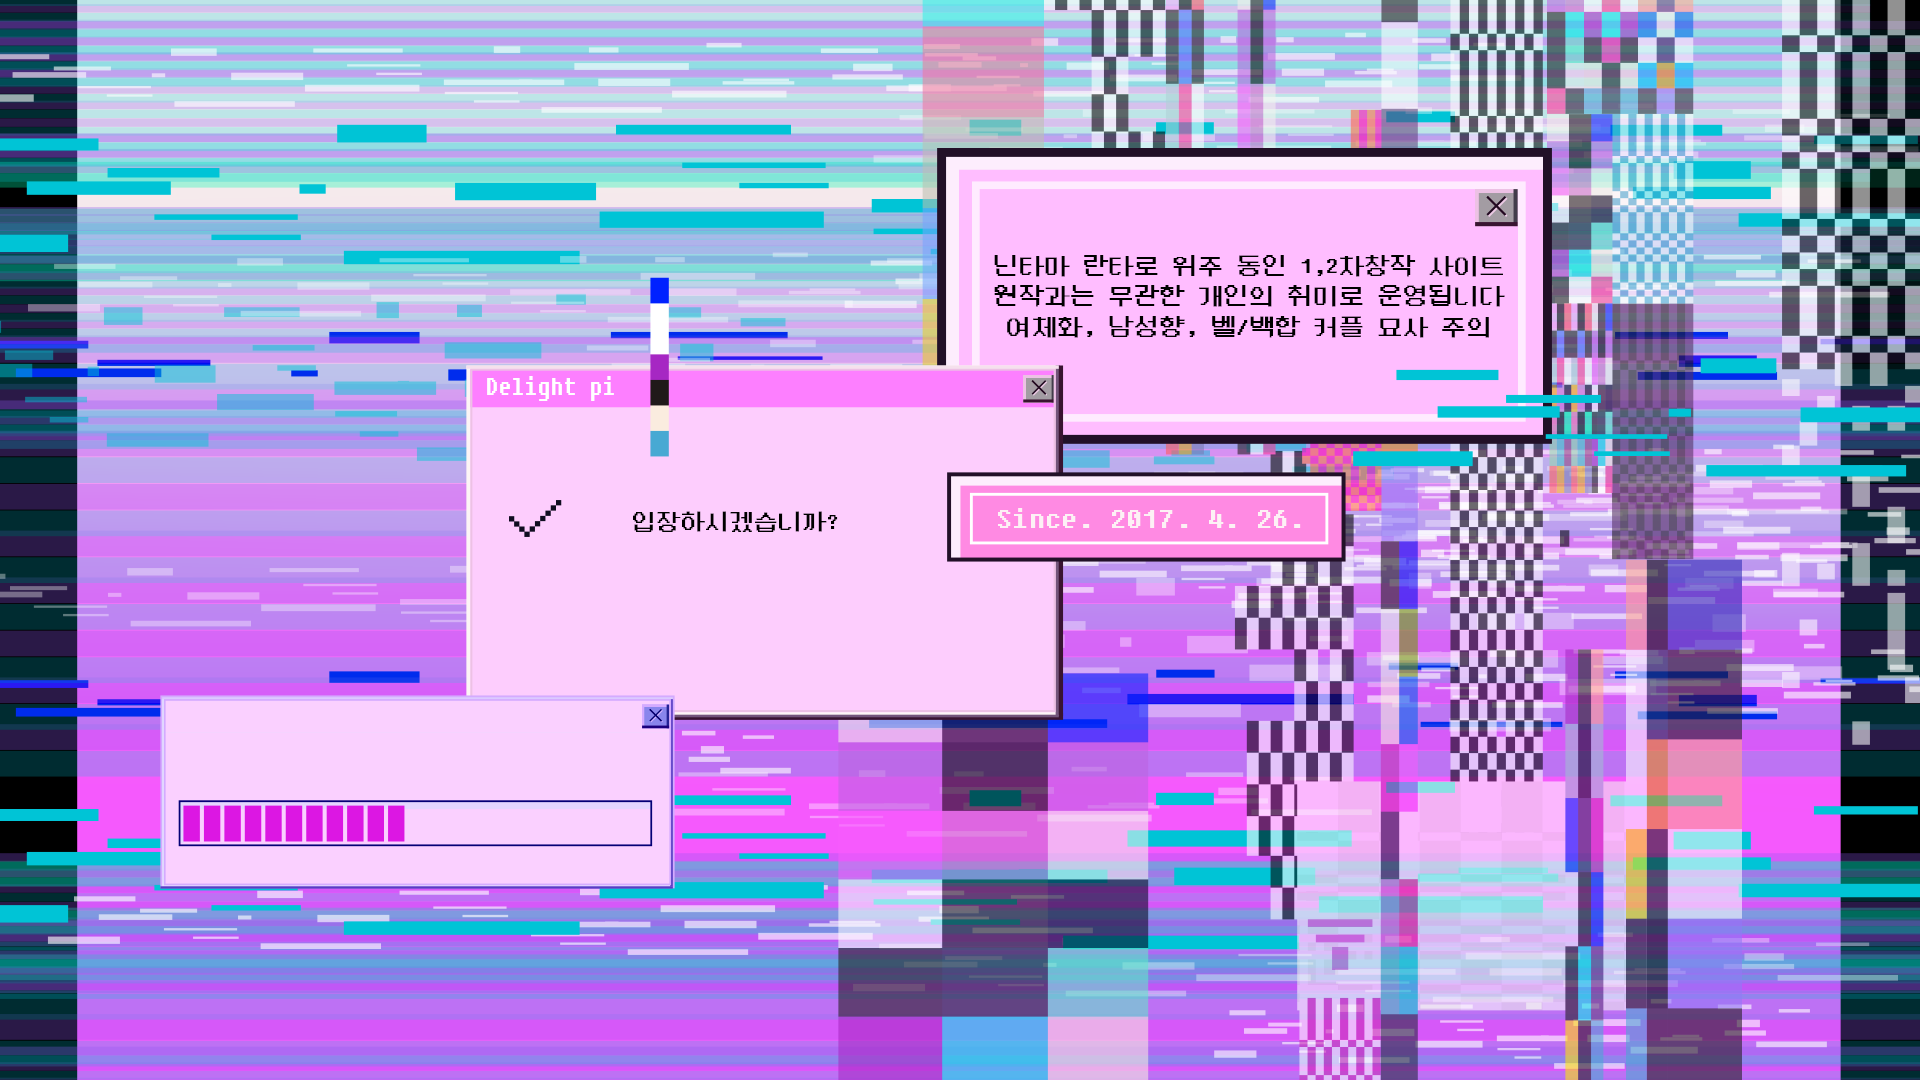 닌타마 란타로 위주 동인 1,2차창작 사이트
원작과는 무관한 개인의 취미로 운영됩니다
여체화, 남성향, 벨/백합 커플 묘사 주의
Delight pi
입장하시겠습니까?
Since. 2017. 4. 26.